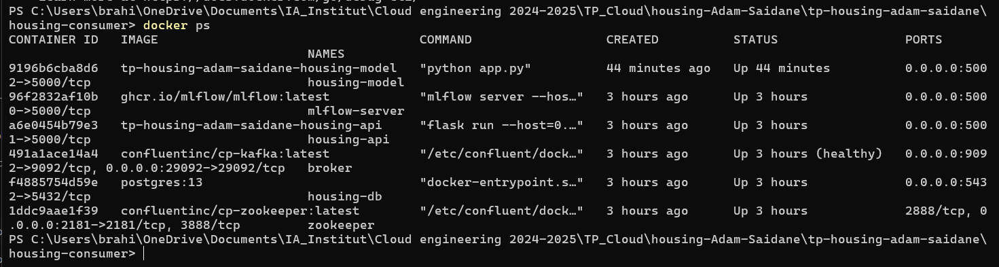 PS C:\Users\brahi\OneDrive\Documents\IA_Institut\Cloud engineering 2024-2025\TP_Cloud\housing-Adam-Saidane\tp-housing-adam-saidane\
housing-consumer> docker ps
CONTAINER ID   IMAGE                                   COMMAND                  CREATED          STATUS                 PORTS
                                        NAMES
9196b6cba8d6   tp-housing-adam-saidane-housing-model   "python app.py"          44 minutes ago   Up 44 minutes          0.0.0.0:500
2->5000/tcp                             housing-model
96f2832af10b   ghcr.io/mlflow/mlflow:latest            "mlflow server --hos…"   3 hours ago      Up 3 hours             0.0.0.0:500
0->5000/tcp                             mlflow-server
a6e0454b79e3   tp-housing-adam-saidane-housing-api     "flask run --host=0.…"   3 hours ago      Up 3 hours             0.0.0.0:500
1->5000/tcp                             housing-api
491a1ace14a4   confluentinc/cp-kafka:latest            "/etc/confluent/dock…"   3 hours ago      Up 3 hours (healthy)   0.0.0.0:909
2->9092/tcp, 0.0.0.0:29092->29092/tcp   broker
f4885754d59e   postgres:13                             "docker-entrypoint.s…"   3 hours ago      Up 3 hours             0.0.0.0:543
2->5432/tcp                             housing-db
1ddc9aae1f39   confluentinc/cp-zookeeper:latest        "/etc/confluent/dock…"   3 hours ago      Up 3 hours             2888/tcp, 0
.0.0.0:2181->2181/tcp, 3888/tcp         zookeeper
PS C:\Users\brahi\OneDrive\Documents\IA_Institut\Cloud engineering 2024-2025\TP_Cloud\housing-Adam-Saidane\tp-housing-adam-saidane\
housing-consumer>